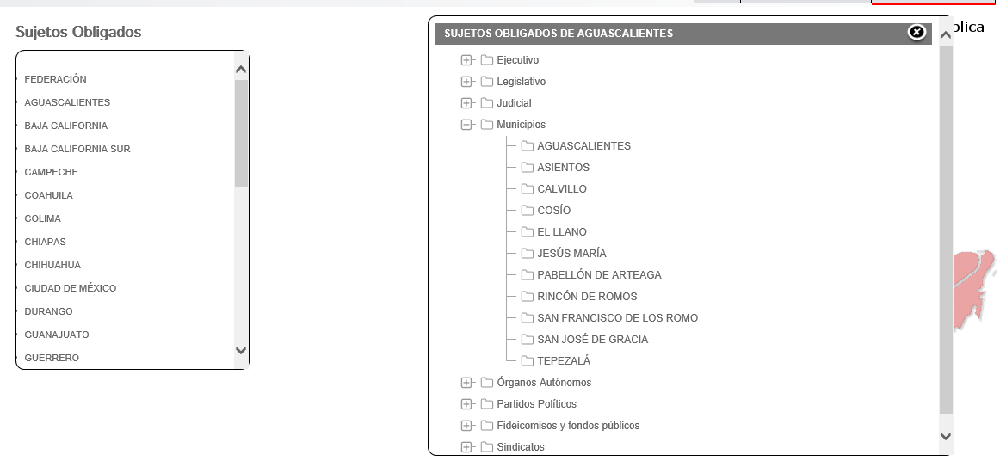 Sujetos Obligados
FEDERACIÓN
AGUASCALIENTES
BAJA CALIFORNIA
BAJA CALIFORNIA SUR
CAMPECHE
COAHUILA
COLIMA
CHIAPAS
CHIHUAHUA
CIUDAD DE MÉXICO
DURANGO
GUANAJUATO
GUERRERO
SUJETOS OBLIGADOS DE AGUASCALIENTES
Ejecutivo
Legislativo
Judicial
Municipios
AGUASCALIENTES
ASIENTOS
CALVILLO
COSÍO
EL LLANO
JESÚS MARÍA
PABELLÓN DE ARTEAGA
RINCÓN DE ROMOS
SAN FRANCISCO DE LOS ROMO
SAN JOSÉ DE GRACIA
TEPEZALÁ
Órganos Autónomos
Partidos Políticos
Fideicomisos y fondos públicos
Sindicatos